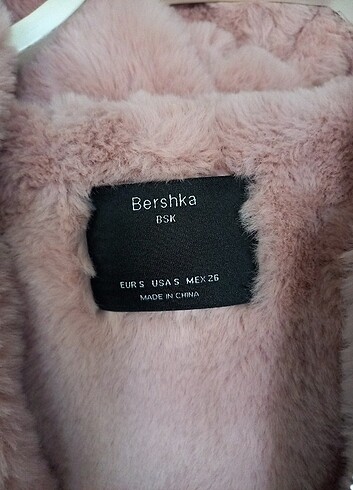 Bershka
BSK
EUR S USA S MEX 26
MADE IN CHINA